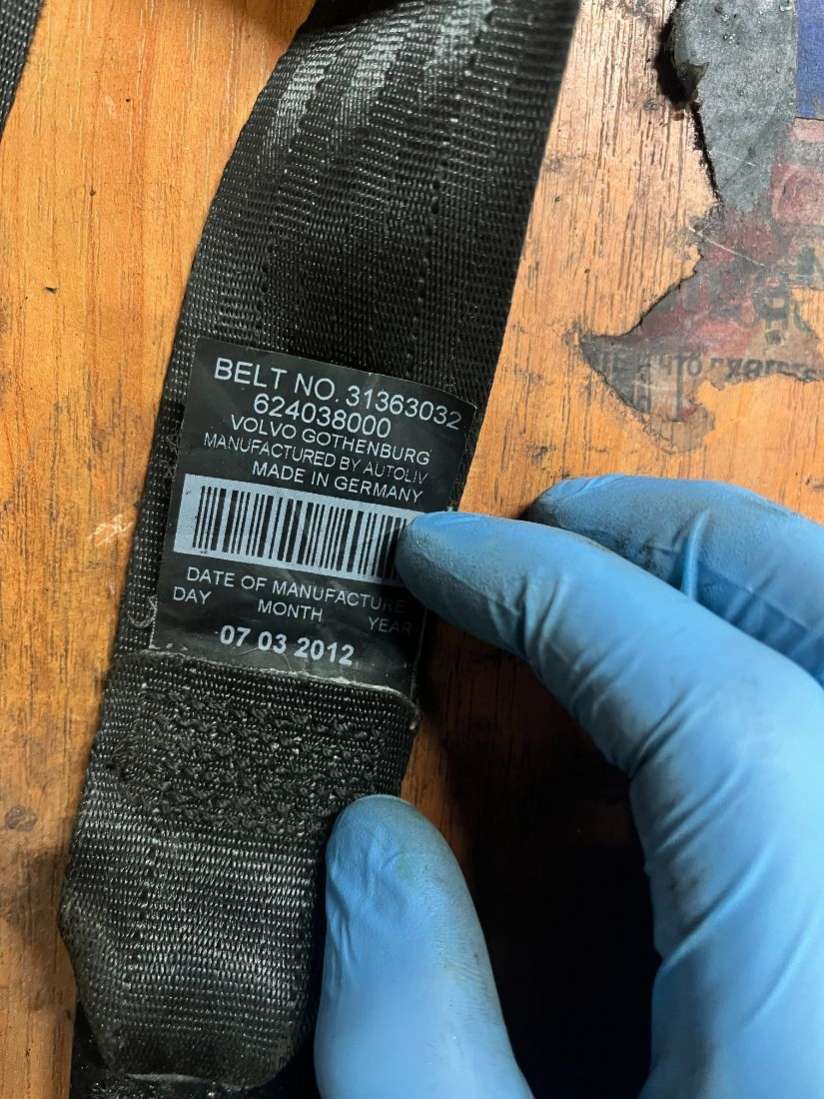 BELT NO. 31363032
624038000
VOLVO GOTHENBURG
MANUFACTURED BY AUTOLIV
MADE IN GERMANY
DATE OF MANUFACTURE
DAY MONTH YEAR
07 03 2012